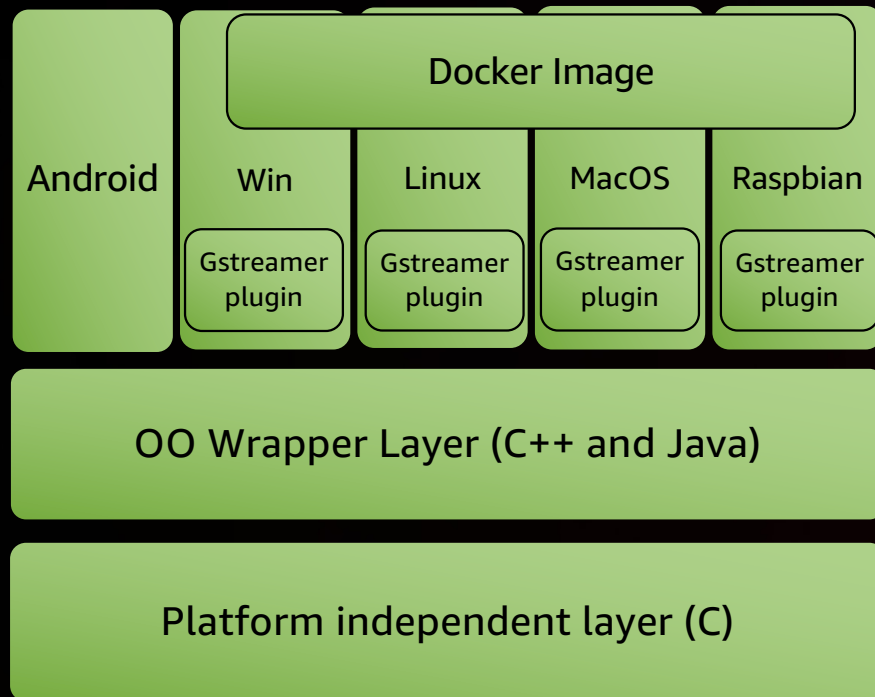 Docker Image
Android
Win
Linux
MacOS
Raspbian
Gstreamer
plugin
Gstreamer
plugin
Gstreamer
plugin
Gstreamer
plugin
OO Wrapper Layer (C++ and Java)
Platform independent layer (C)